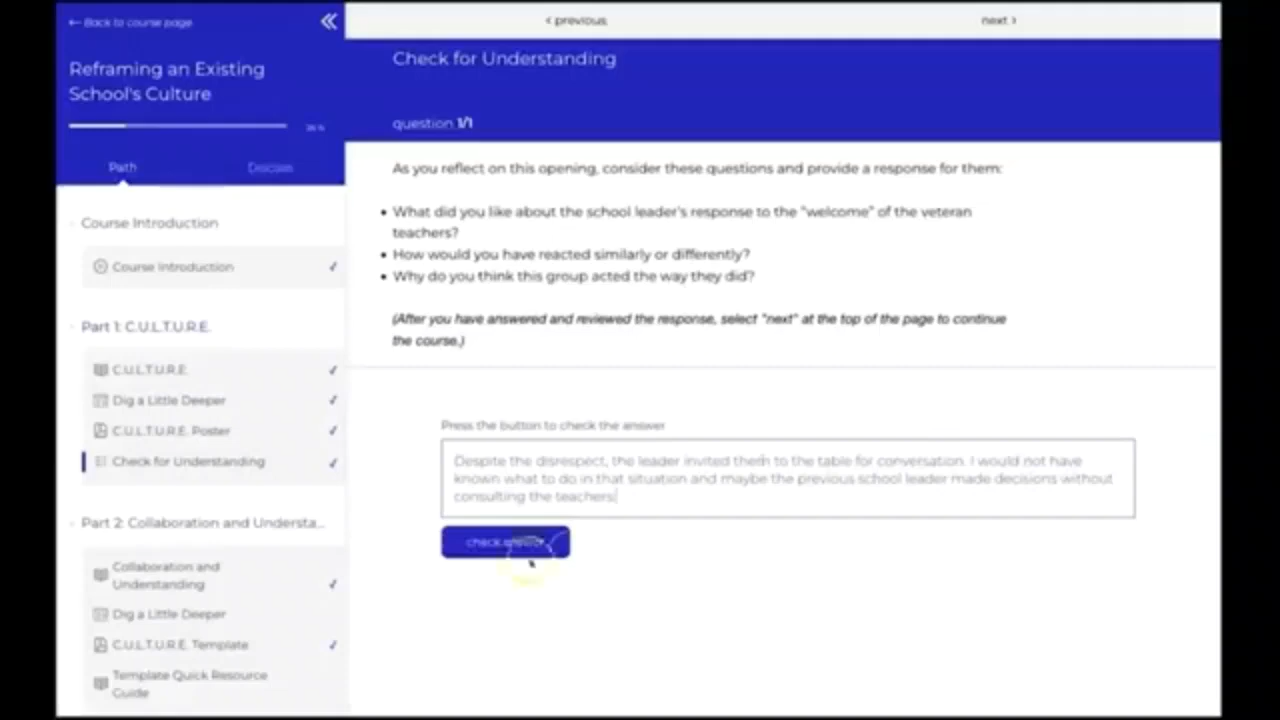 ← Back to course page
Reframing an Existing
School's Culture
Path
Discuss
Course Introduction
Course Introduction
Part 1: C.U.L.T.U.R.E.
C.U.L.T.U.R.E.
Dig a Little Deeper
C.U.L.T.U.R.E. Poster
Check for Understanding
Part 2: Collaboration and Understa...
Collaboration and
Understanding
Dig a Little Deeper
C.U.L.T.U.R.E. Template
Template Quick Resource
Guide
< previous
next >
Check for Understanding
question 1/1
As you reflect on this opening, consider these questions and provide a response for them:
• What did you like about the school leader's response to the "welcome" of the veteran
teachers?
• How would you have reacted similarly or differently?
• Why do you think this group acted the way they did?
(After you have answered and reviewed the response, select "next" at the top of the page to continue
the course.)
Press the button to check the answer
Despite the disrespect, the leader invited them to the table for conversation. I would not have
known what to do in that situation and maybe the previous school leader made decisions without
consulting the teachers
check answer